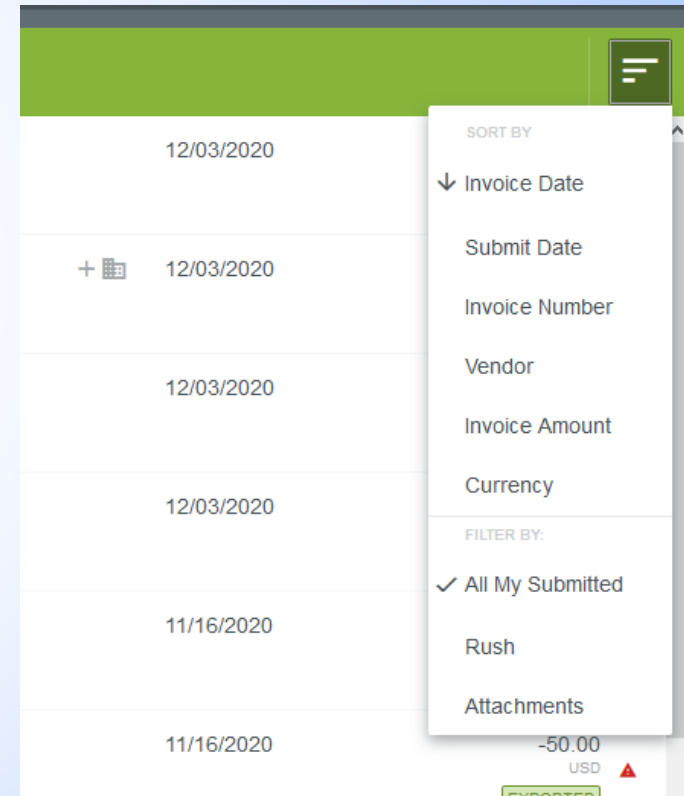 SORT BY
12/03/2020
Invoice Date
Submit Date
12/03/2020
Invoice Number
Vendor
12/03/2020
Invoice Amount
Currency
12/03/2020
FILTER BY:
All My Submitted
11/16/2020
Rush
Attachments
11/16/2020
-50.00
USD
EXPORTED